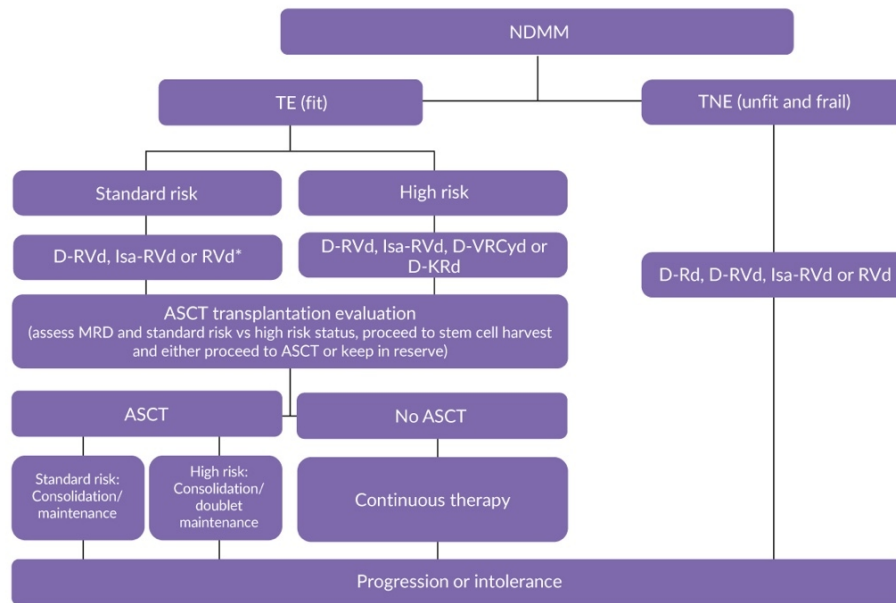 NDMM
TE (fit)
TNE (unfit and frail)
Standard risk
High risk
D-RVd, Isa-RVd or RVd*
D-RVd, Isa-RVd, D-VRCyd or
D-KRd
D-Rd, D-RVd, Isa-RVd or RVd
ASCT transplantation evaluation
(assess MRD and standard risk vs high risk status, proceed to stem cell harvest
and either proceed to ASCT or keep in reserve)
ASCT
No ASCT
Standard risk:
Consolidation/
maintenance
High risk:
Consolidation/
doublet
maintenance
Continuous therapy
Progression or intolerance